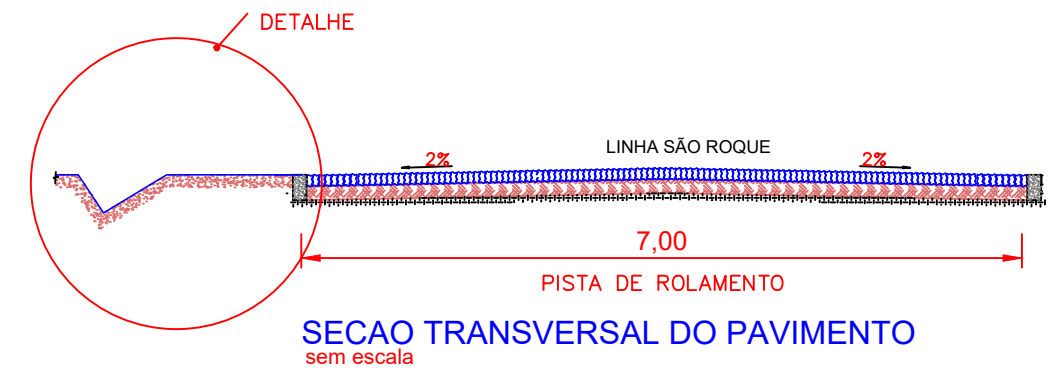 DETALHE
LINHA SÃO ROQUE
2%
2%
7,00
PISTA DE ROLAMENTO
SECAO TRANSVERSAL DO PAVIMENTO
sem escala